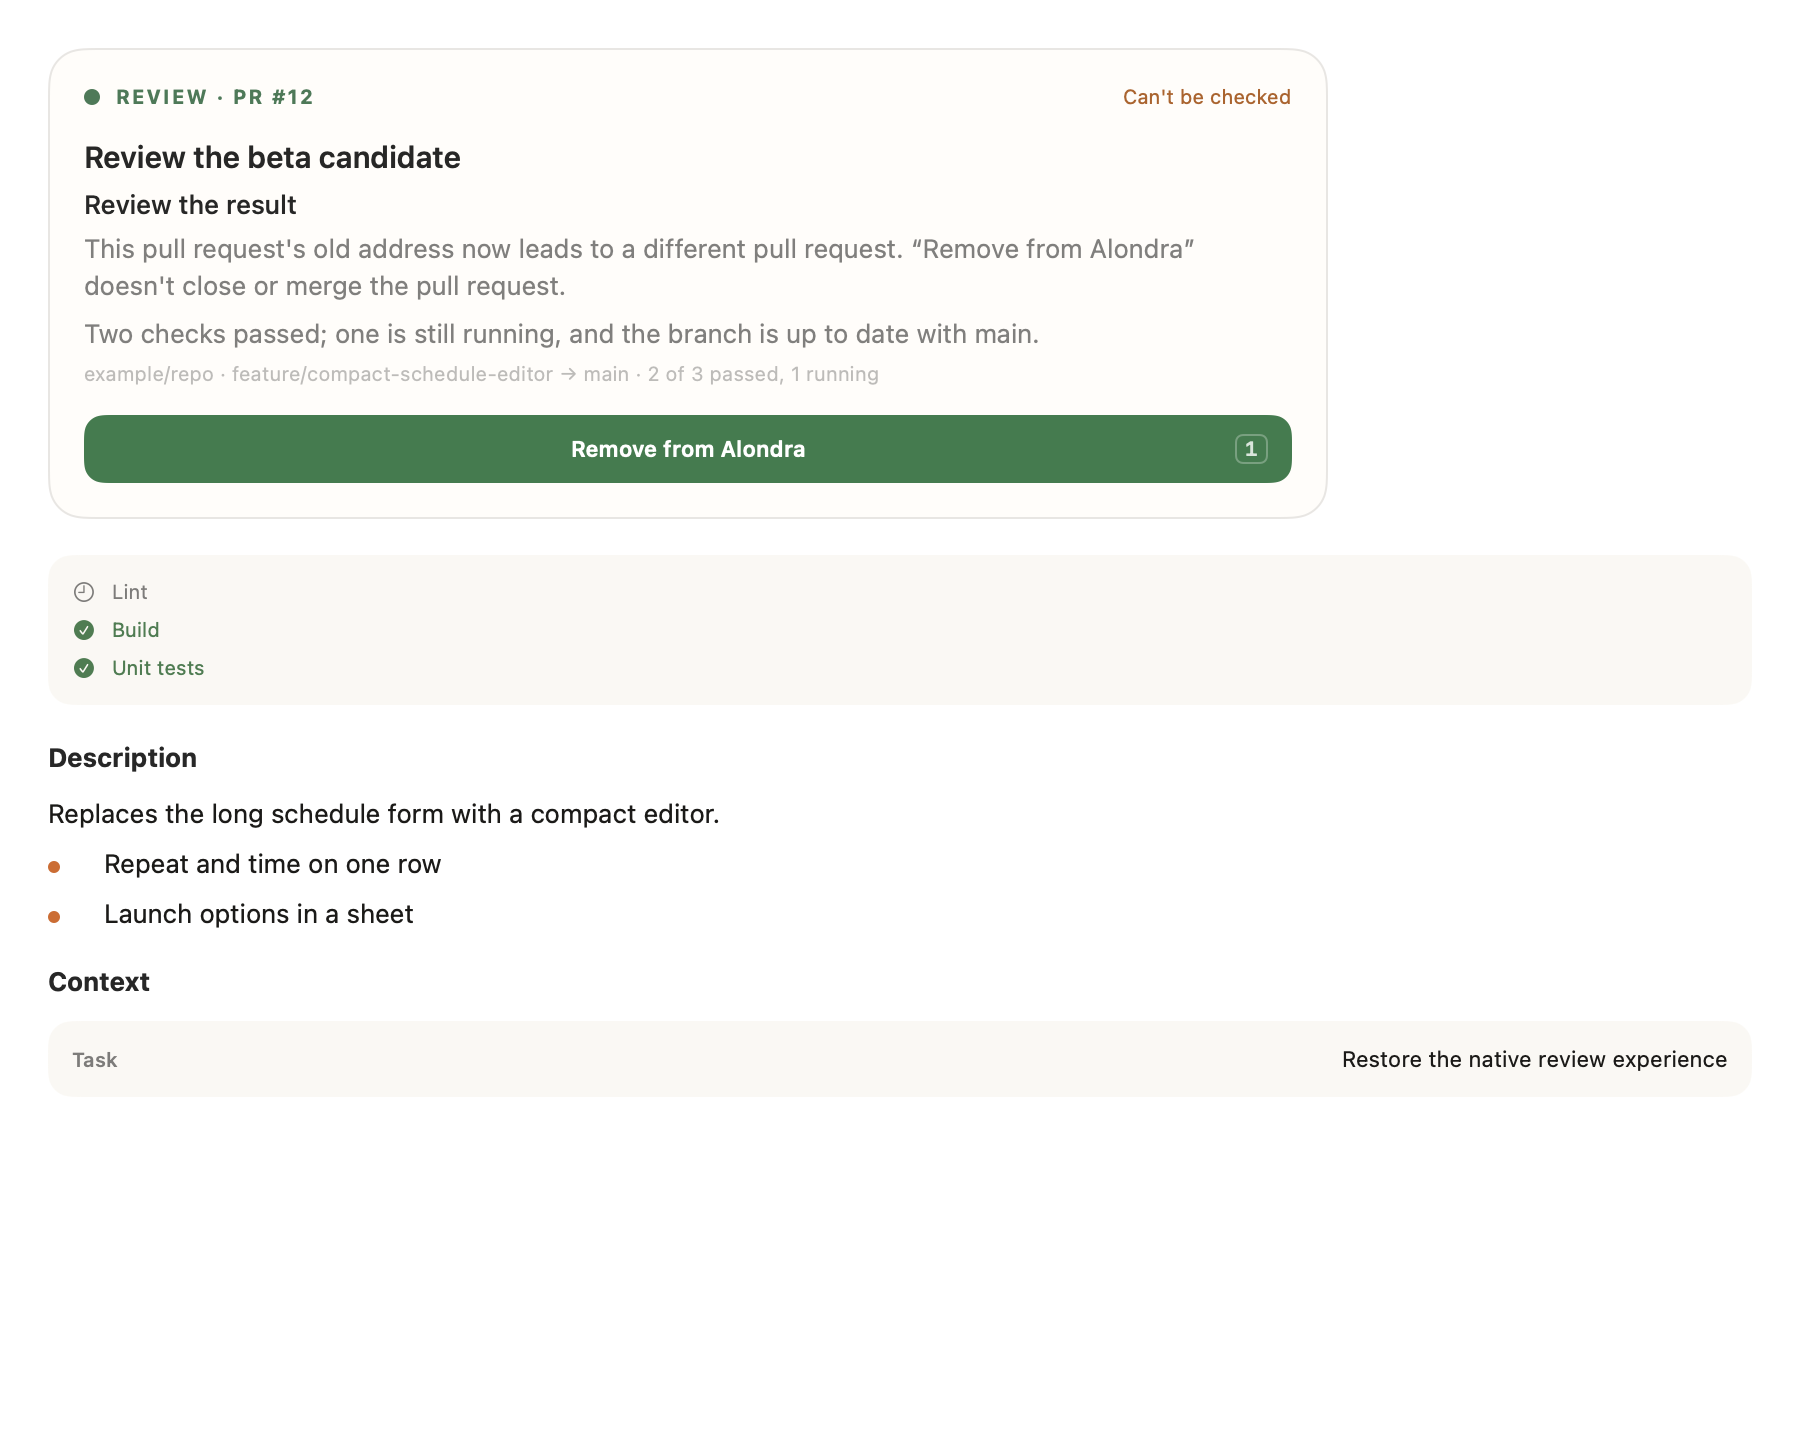 REVIEW · PR #12
Can't be checked
Review the beta candidate
Review the result
This pull request's old address now leads to a different pull request. “Remove from Alondra”
doesn't close or merge the pull request.
Two checks passed; one is still running, and the branch is up to date with main.
example/repo · feature/compact-schedule-editor → main · 2 of 3 passed, 1 running
Remove from Alondra
1
Lint
Build
Unit tests
Description
Replaces the long schedule form with a compact editor.
Repeat and time on one row
Launch options in a sheet
Context
Task
Restore the native review experience